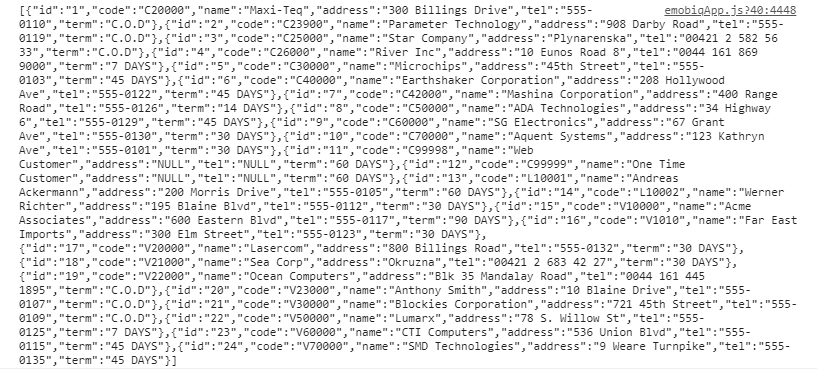 [{"id":"1","code":"C20000","name":"Maxi-Teq","address":"300 Billings Drive","tel":"555-
emobiqApp.js?40:4448
0110","term":"C.O.D"},{"id":"2","code":"C23900","name":"Parameter Technology","address":"908 Darby Road","tel":"555-
0119","term":"C.O.D"},{"id":"3","code":"C25000","name":"Star Company","address":"Plynarenska","tel":"00421 2 582 56
33","term":"C.O.D"},{"id":"4","code":"C26000","name":"River Inc","address":"10 Eunos Road 8","tel":"0044 161 869
9000","term":"7 DAYS"},{"id":"5","code":"C30000","name":"Microchips","address":"45th Street","tel":"555-
0103","term":"45 DAYS"},{"id":"6","code":"C40000","name":"Earthshaker Corporation","address":"208 Hollywood
Ave","tel":"555-0122","term":"45 DAYS"},{"id":"7","code":"C42000","name":"Mashina Corporation","address":"400 Range
Road","tel":"555-0126","term":"14 DAYS"},{"id":"8","code":"C50000","name":"ADA Technologies","address":"34 Highway
6","tel":"555-0129","term":"45 DAYS"},{"id":"9","code":"C60000","name":"SG Electronics","address":"67 Grant
Ave","tel":"555-0130","term":"30 DAYS"},{"id":"10","code":"C70000","name":"Aquent Systems","address":"123 Kathryn
Ave","tel":"555-0101","term":"30 DAYS"},{"id":"11","code":"C99998","name":"Web
Customer","address":"NULL","tel":"NULL","term":"60 DAYS"},{"id":"12","code":"C99999","name":"One Time
Customer","address":"NULL","tel":"NULL","term":"60 DAYS"},{"id":"13","code":"L10001","name":"Andreas
Ackermann","address":"200 Morris Drive","tel":"555-0105","term":"60 DAYS"},{"id":"14","code":"L10002","name":"Werner
Richter","address":"195 Blaine Blvd","tel":"555-0112","term":"30 DAYS"},{"id":"15","code":"V10000","name":"Acme
Associates","address":"600 Eastern Blvd","tel":"555-0117","term":"90 DAYS"},{"id":"16","code":"V1010","name":"Far East
Imports","address":"300 Elm Street","tel":"555-0123","term":"30 DAYS"},
{"id":"17","code":"V20000","name":"Lasercom","address":"800 Billings Road","tel":"555-0132","term":"30 DAYS"},
{"id":"18","code":"V21000","name":"Sea Corp","address":"Okruzna","tel":"00421 2 683 42 27","term":"30 DAYS"},
{"id":"19","code":"V22000","name":"Ocean Computers","address":"Blk 35 Mandalay Road","tel":"0044 161 445
1895","term":"C.O.D"},{"id":"20","code":"V23000","name":"Anthony Smith","address":"10 Blaine Drive","tel":"555-
0107","term":"C.O.D"},{"id":"21","code":"V30000","name":"Blockies Corporation","address":"721 45th Street","tel":"555-
0109","term":"C.O.D"},{"id":"22","code":"V50000","name":"Lumarx","address":"78 S. Willow St","tel":"555-
0125","term":"7 DAYS"},{"id":"23","code":"V60000","name":"CTI Computers","address":"536 Union Blvd","tel":"555-
0115","term":"45 DAYS"},{"id":"24","code":"V70000","name":"SMD Technologies","address":"9 Weare Turnpike","tel":"555-
0135","term":"45 DAYS"}]